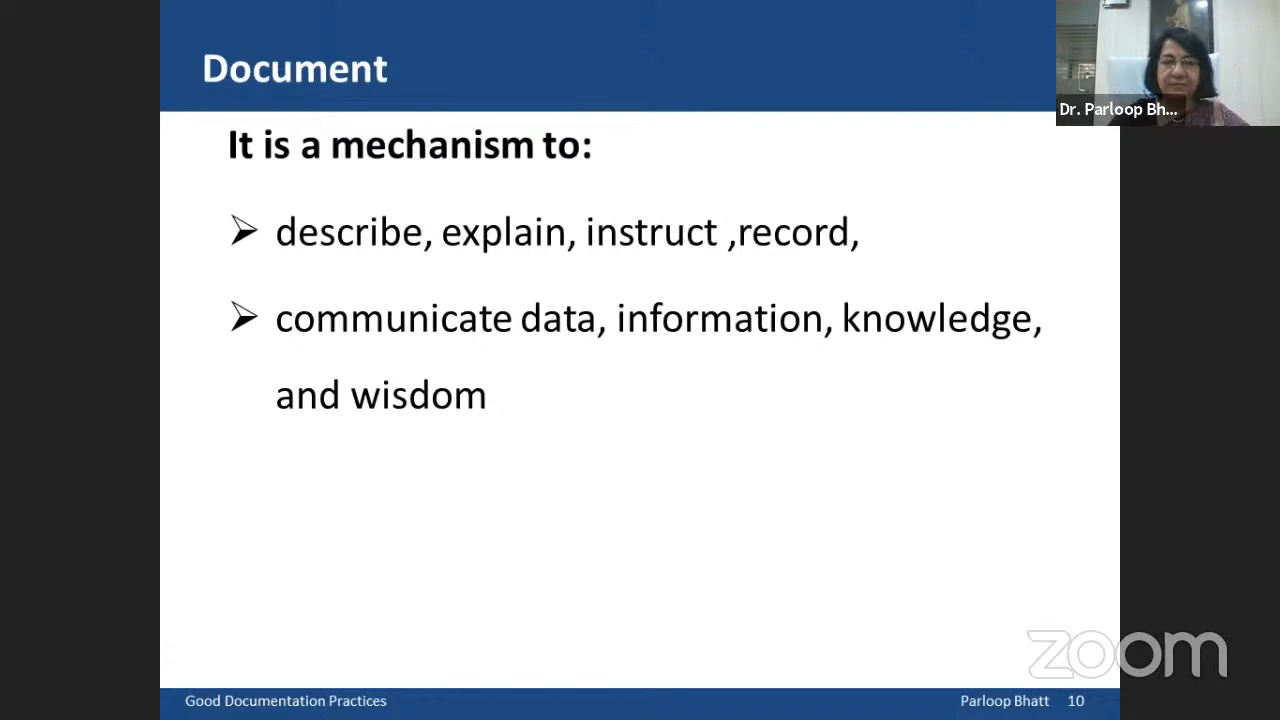 Document
Dr. Parloop Bh...
It is a mechanism to:
➢ describe, explain, instruct ,record,
➢ communicate data, information, knowledge,
and wisdom
zoom
Good Documentation Practices
Parloop Bhatt 10